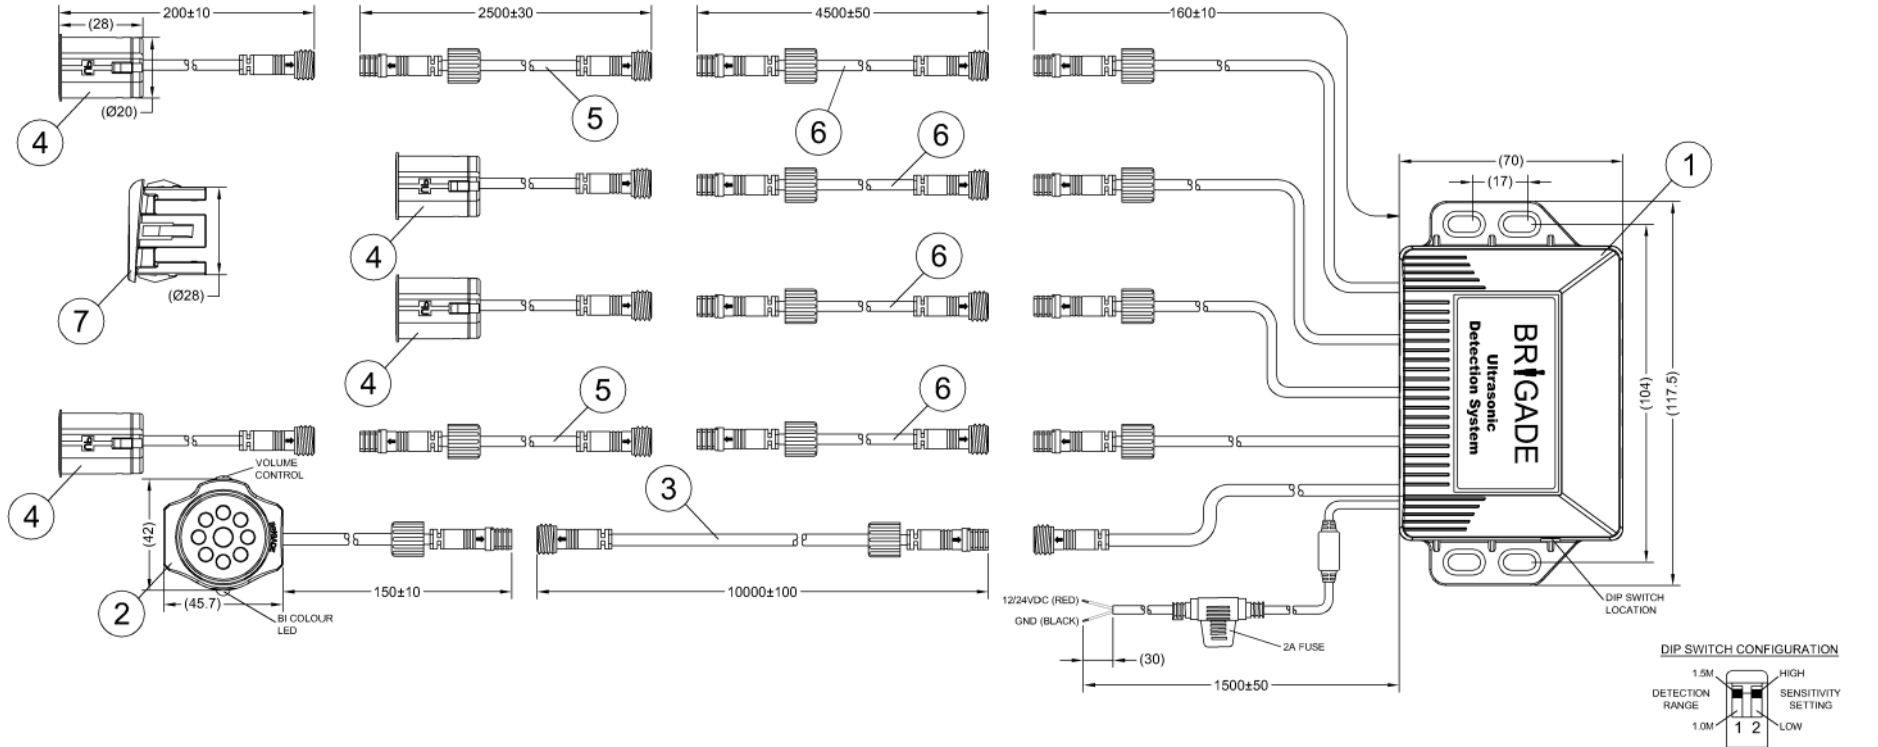 200±10
2500±30
4500±50
160±10
(28)
(Ø20)
4
5
6
6
(70)
(17)
1
4
7
(Ø28)
6
4
5
6
BRIGADE
Ultrasonic
Detection System
(104)
(117.5)
4
VOLUME
CONTROL
3
(42)
2
(45.7)
150±10
BI COLOUR
LED
10000±100
12/24VDC (RED)
GND (BLACK)
2A FUSE
(30)
1500±50
DIP SWITCH
LOCATION
DIP SWITCH CONFIGURATION
1.5M
HIGH
DETECTION
RANGE
SENSITIVITY
SETTING
1.0M
1 2
LOW